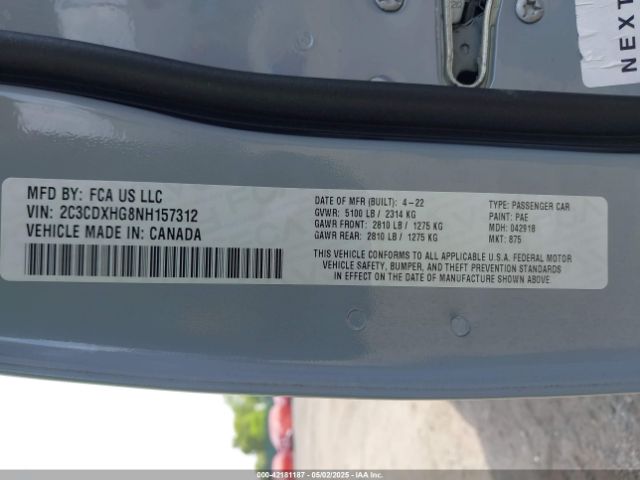 NEXT
MFD BY: FCA US LLC
VIN: 2C3CDXHG8NH157312
VEHICLE MADE IN: CANADA
DATE OF MFR (BUILT): 4-22
GVWR: 5100 LB / 2314 KG
GAWR FRONT: 2810 LB / 1275 KG
GAWR REAR: 2810 LB / 1275 KG
TYPE: PASSENGER CAR
PAINT: PAE
MDH: 042918
MKT: 875
THIS VEHICLE CONFORMS TO ALL APPLICABLE U.S.A. FEDERAL MOTOR
VEHICLE SAFETY, BUMPER, AND THEFT PREVENTION STANDARDS
IN EFFECT ON THE DATE OF MANUFACTURE SHOWN ABOVE.
000-42181187 - 05/02/2025 - IAAI Inc.